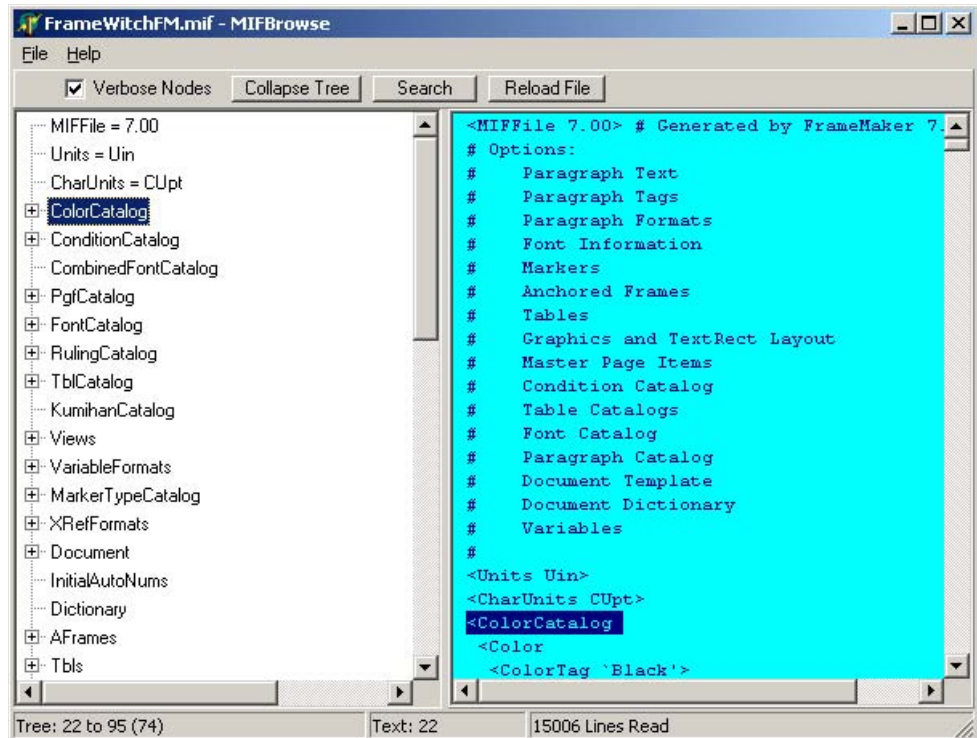 FrameWitchFM.mif - MIFBrowse
File Help
Verbose Nodes Collapse Tree Search Reload File
MIFFile = 7.00
Units = Uin
CharUnits = CUpt
ColorCatalog
ConditionCatalog
CombinedFontCatalog
PgfCatalog
FontCatalog
RulingCatalog
TblCatalog
KumihanCatalog
Views
VariableFormats
MarkerTypeCatalog
XRefFormats
Document
InitialAutoNums
Dictionary
AFrames
Tbls
<MIFFile 7.00> # Generated by FrameMaker 7.
# Options:
# Paragraph Text
# Paragraph Tags
# Paragraph Formats
# Font Information
# Markers
# Anchored Frames
# Tables
# Graphics and TextRect Layout
# Master Page Items
# Condition Catalog
# Table Catalogs
# Font Catalog
# Paragraph Catalog
# Document Template
# Document Dictionary
# Variables
#
<Units Uin>
<CharUnits CUpt>
<ColorCatalog
<Color
<ColorTag `Black'>
Tree: 22 to 95 (74) Text: 22 15006 Lines Read